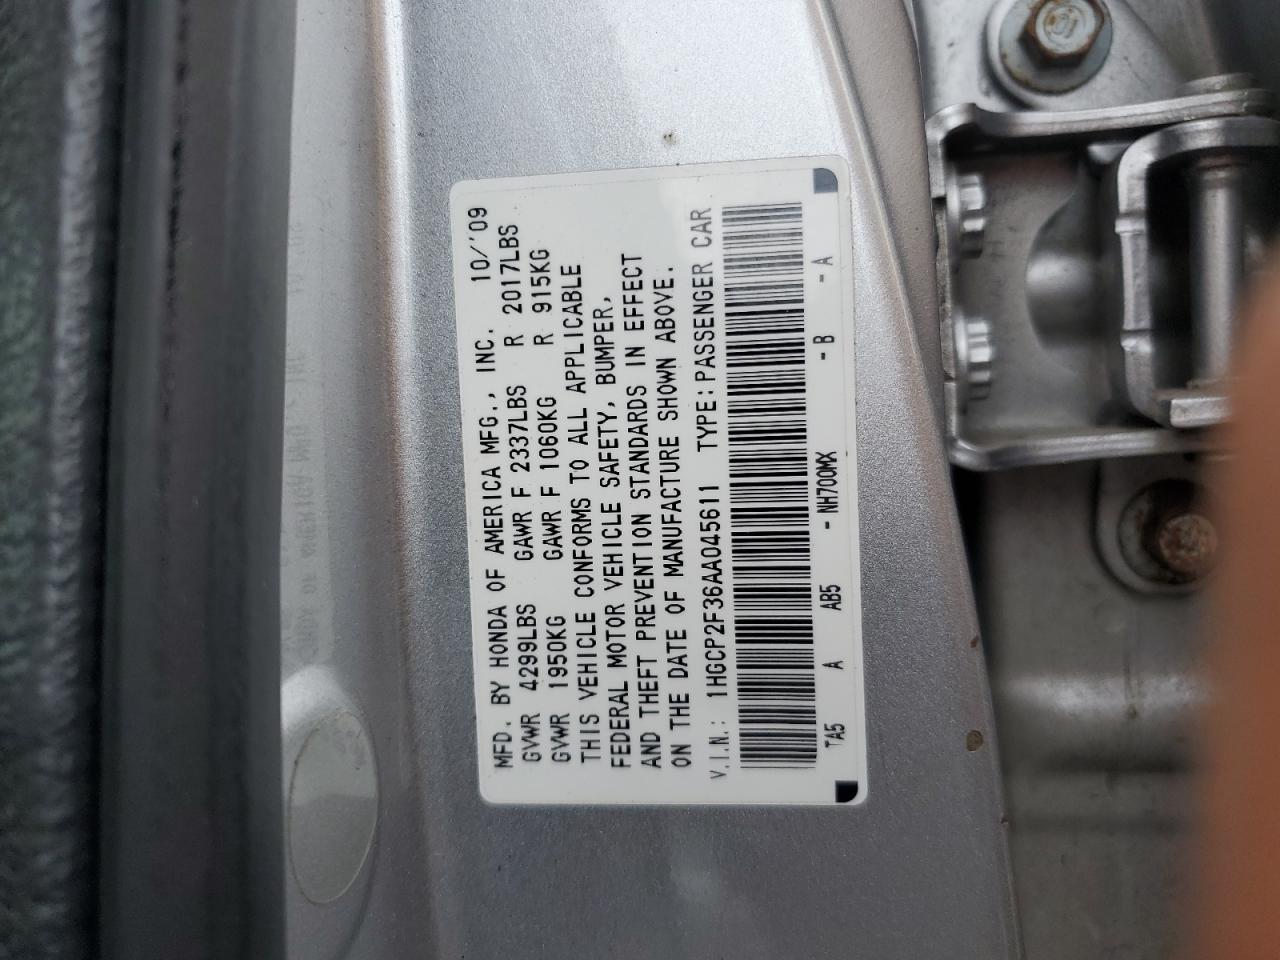 MFD. BY HONDA OF AMERICA MFG., INC. 10/'09
GVWR 4299LBS GAWR F 2337LBS R 2017LBS
GVWR 1950KG GAWR F 1060KG R 915KG
THIS VEHICLE CONFORMS TO ALL APPLICABLE
FEDERAL MOTOR VEHICLE SAFETY, BUMPER,
AND THEFT PREVENTION STANDARDS IN EFFECT
ON THE DATE OF MANUFACTURE SHOWN ABOVE.
V.I.N.: 1HGCP2F36AA045611 TYPE:PASSENGER CAR
TA5 A AB5 - NH700MX - B - A